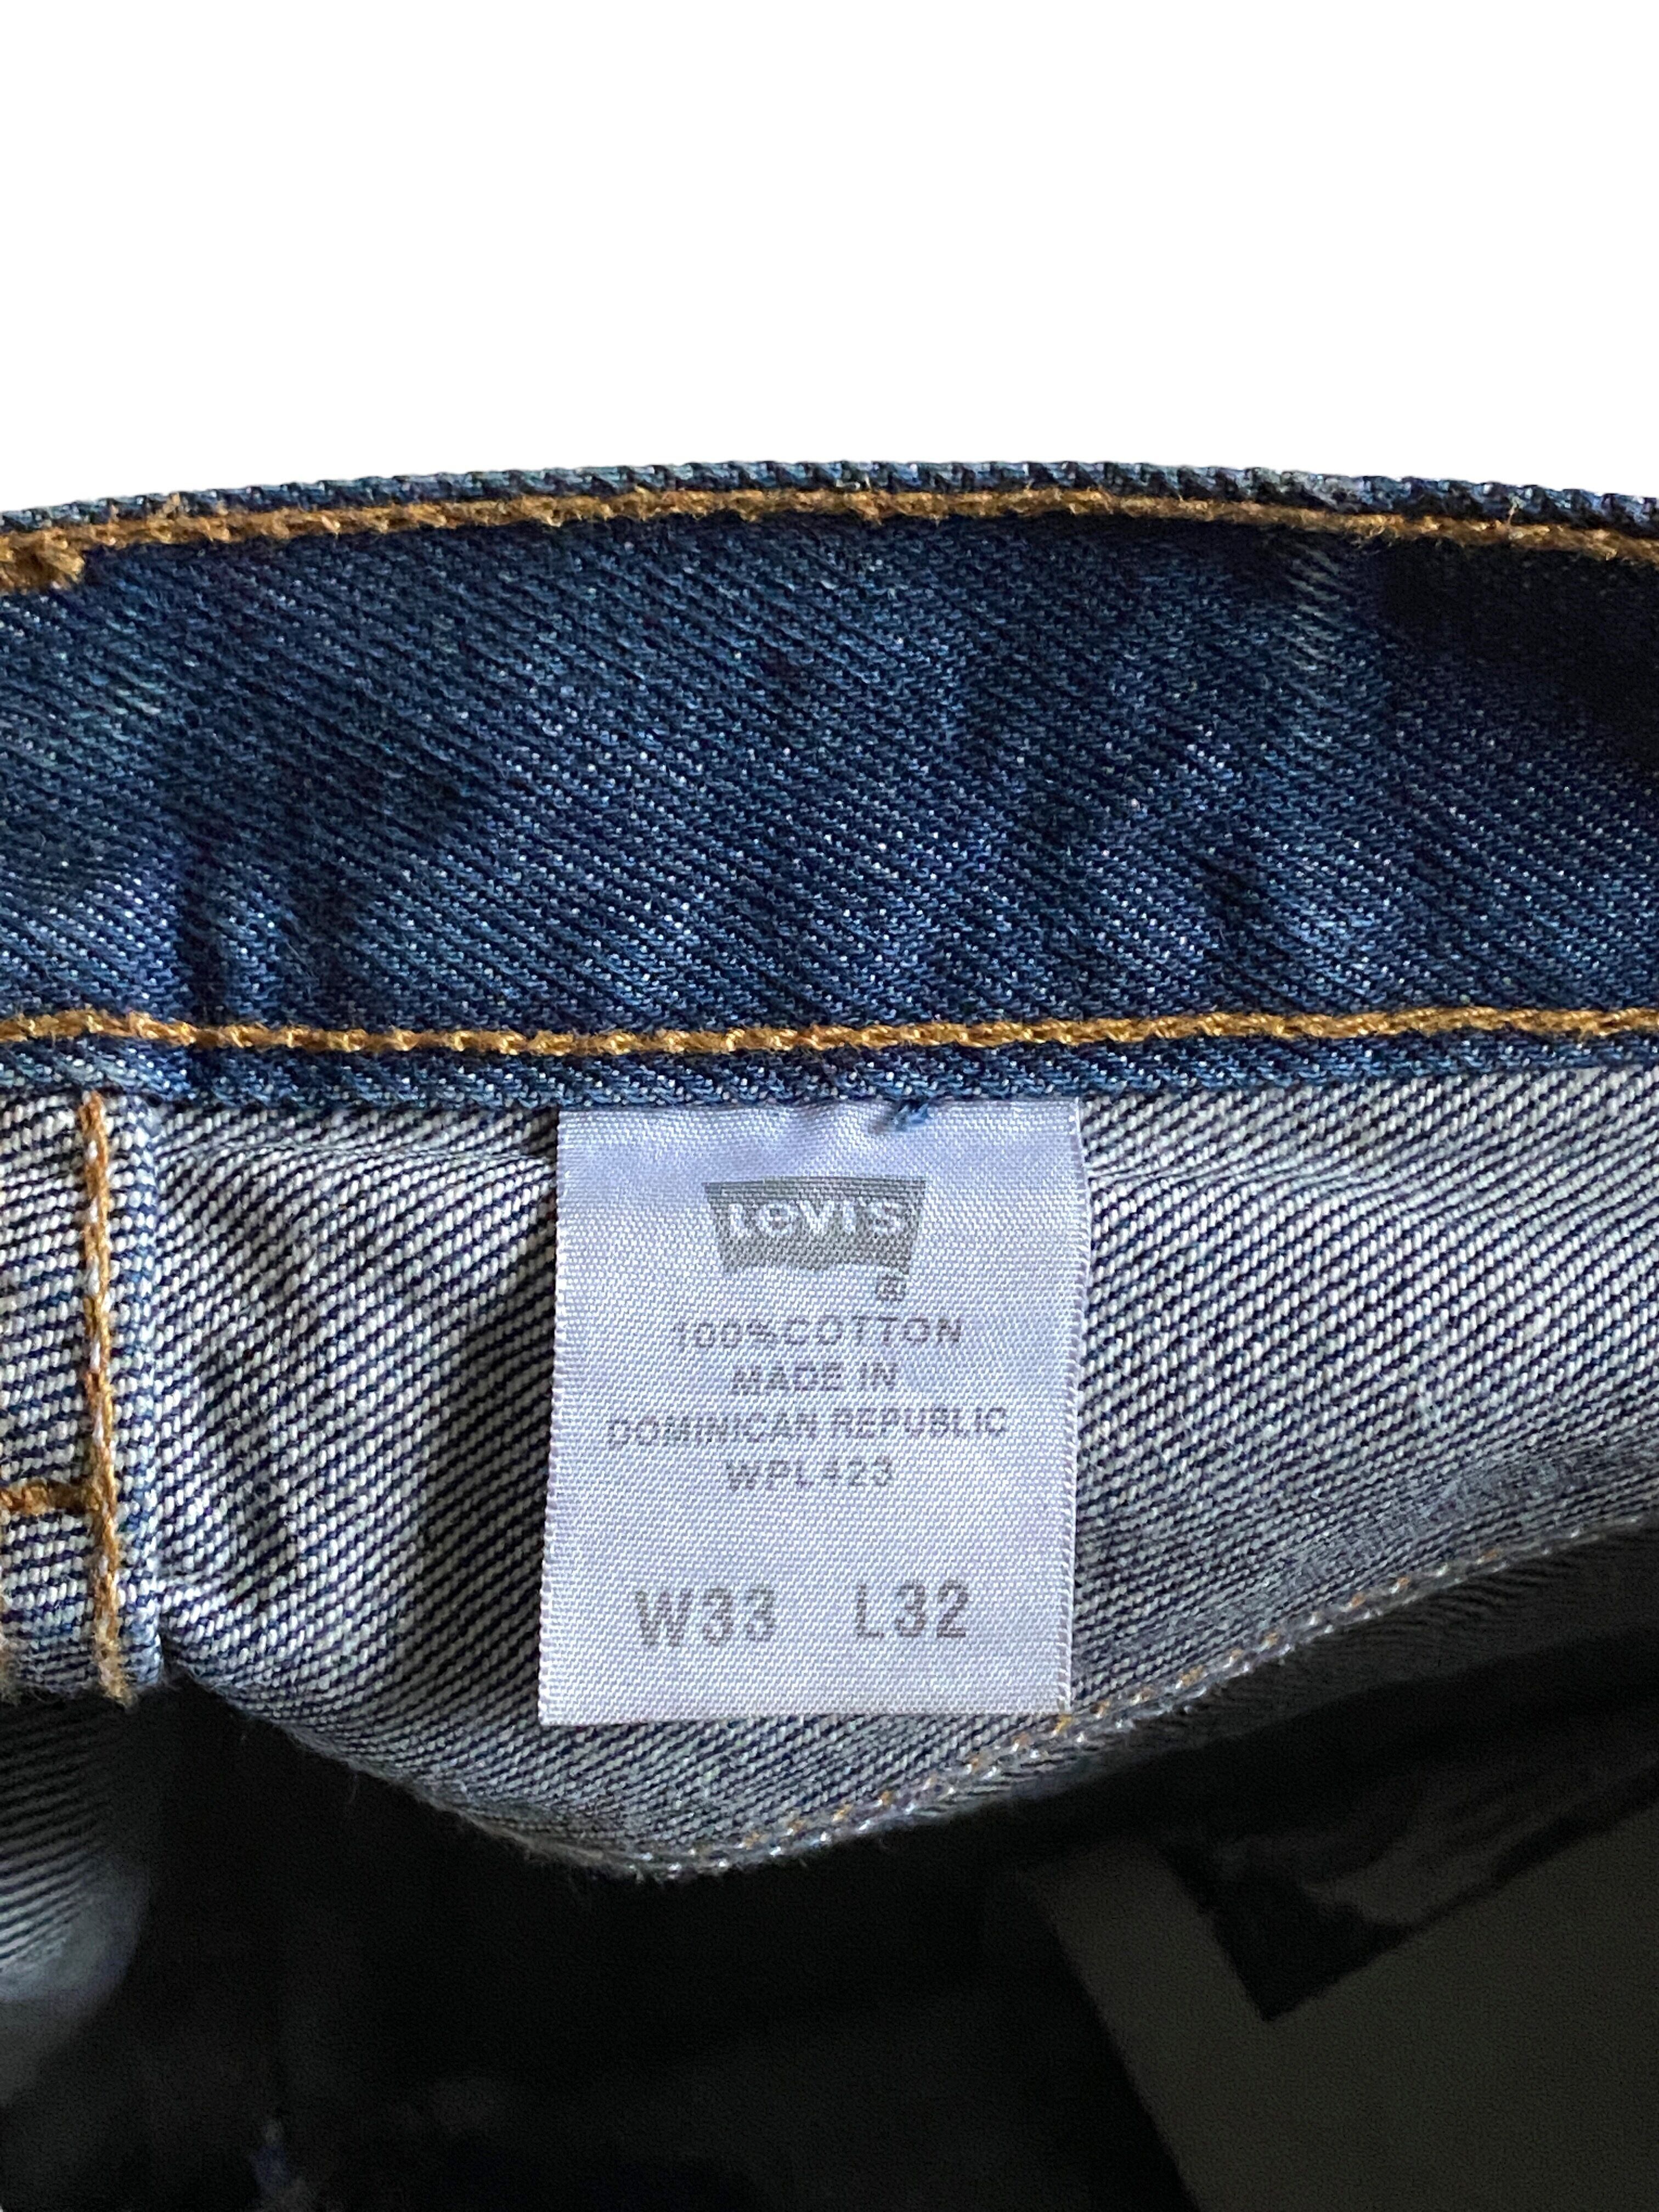 Levi's
®
100% COTTON
MADE IN
DOMINICAN REPUBLIC
WPL423
W33 L32